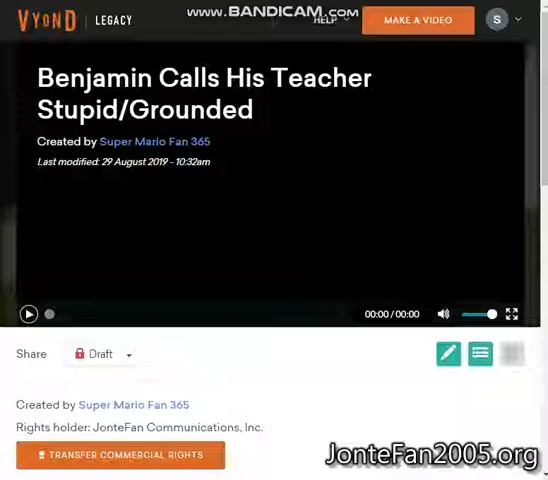 VYOND LEGACY
www.BANDICAM.com
HELP
MAKE A VIDEO
S
Benjamin Calls His Teacher
Stupid/Grounded
Created by Super Mario Fan 365
Last modified: 29 August 2019 - 10:32am
00:00 / 00:00
Share
Draft
Created by Super Mario Fan 365
Rights holder: JonteFan Communications, Inc.
TRANSFER COMMERCIAL RIGHTS
JonteFan2005.org